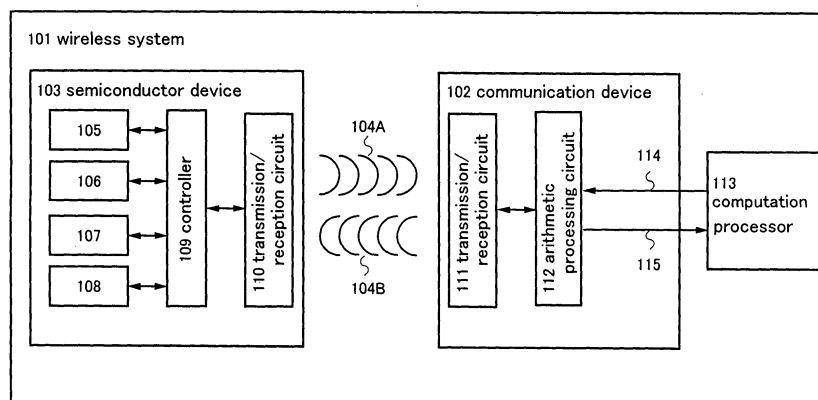 101 wireless system
103 semiconductor device
105
106
107
108
109 controller
110 transmission/
reception circuit
104A
104B
102 communication device
111 transmission/
reception circuit
112 arithmetic
processing circuit
114
115
113
computation
processor